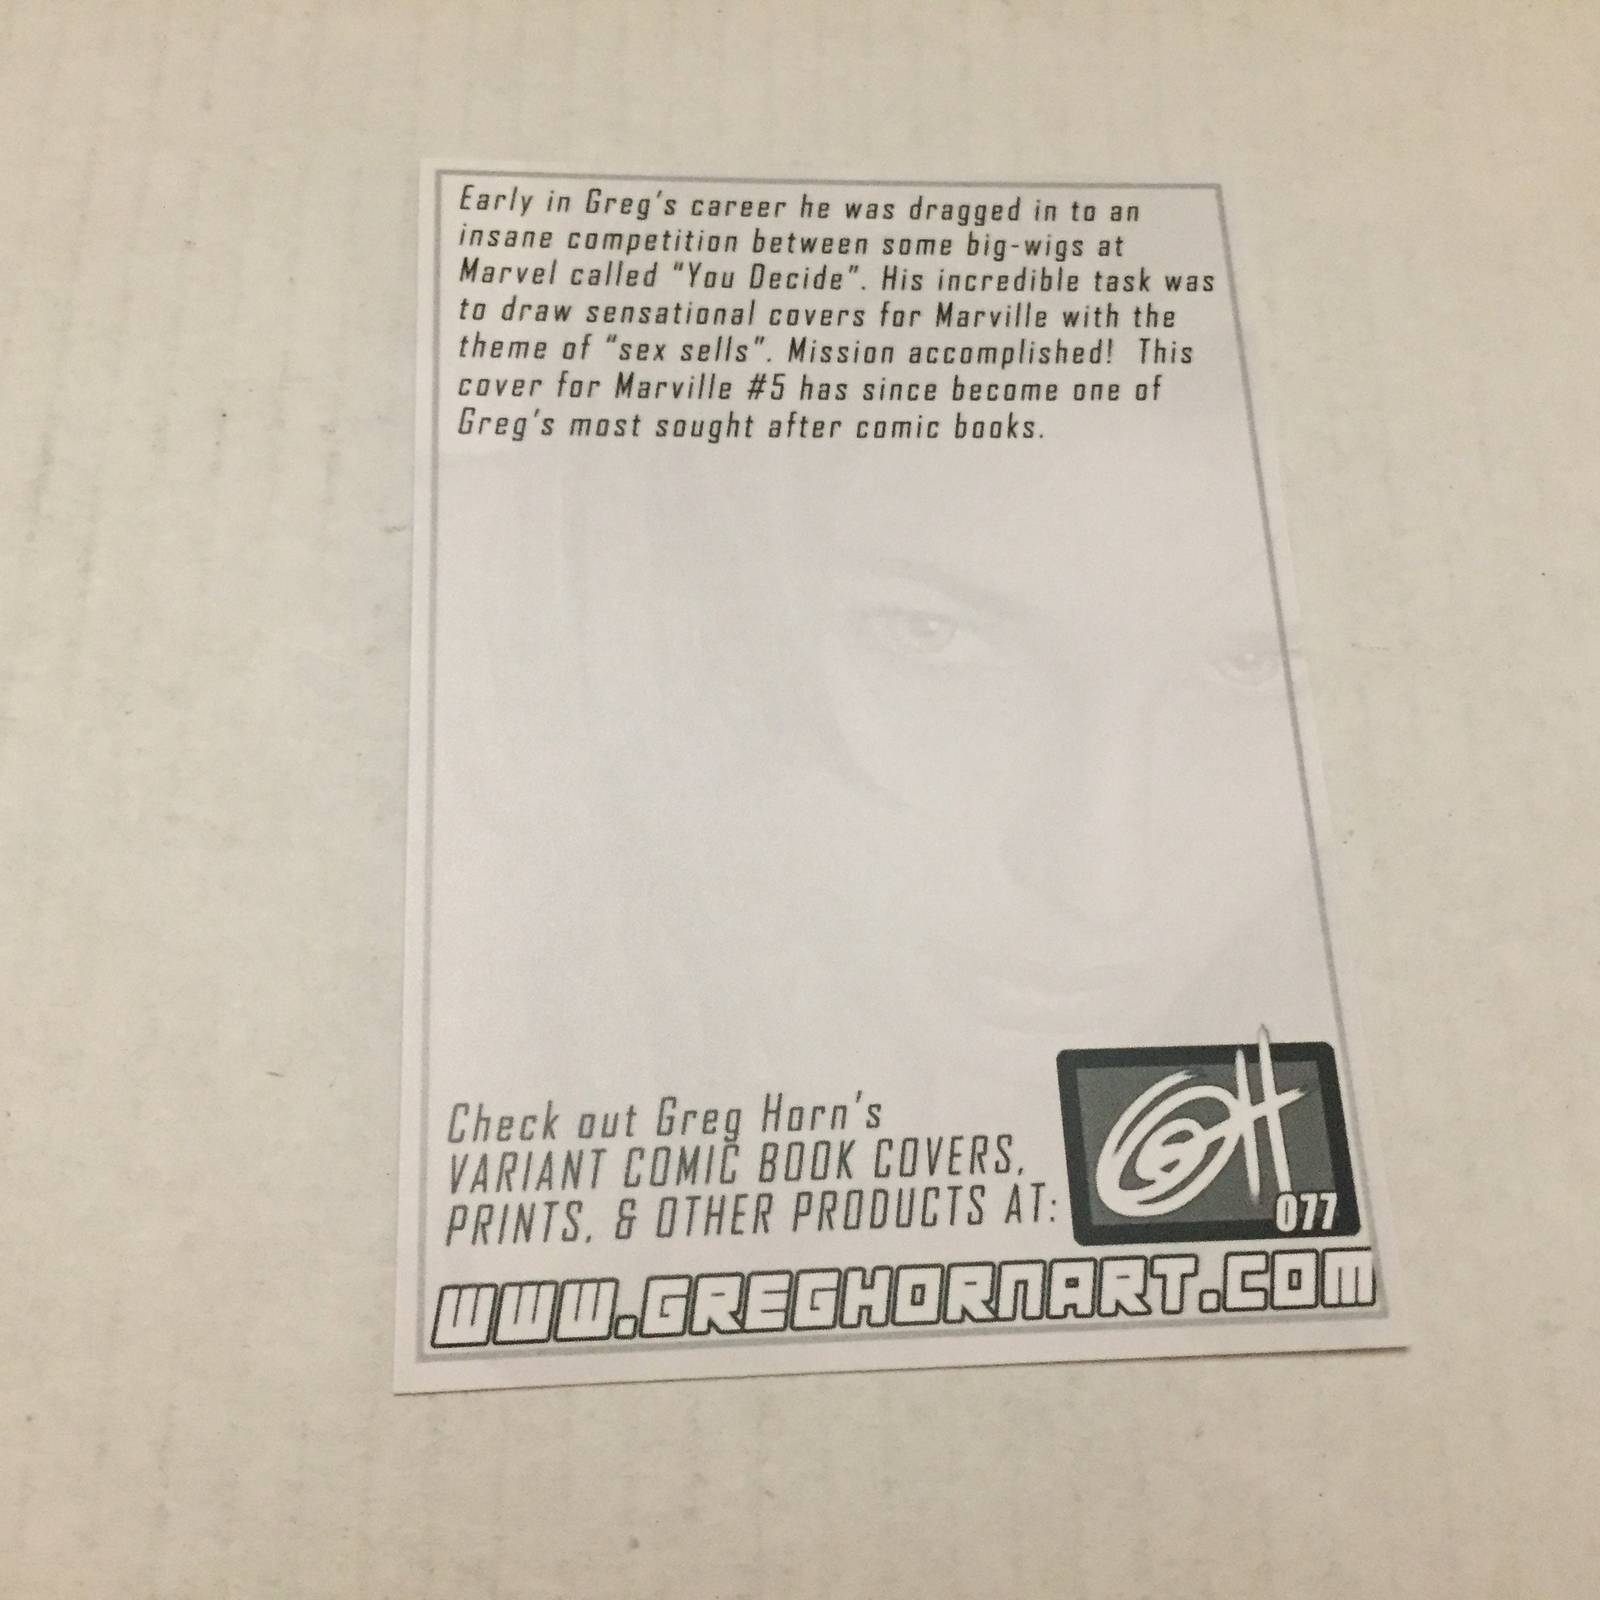 Early in Greg's career he was dragged in to an
insane competition between some big-wigs at
Marvel called "You Decide". His incredible task was
to draw sensational covers for Marville with the
theme of "sex sells". Mission accomplished!  This
cover for Marville #5 has since become one of
Greg's most sought after comic books.
Check out Greg Horn's
VARIANT COMIC BOOK COVERS,
PRINTS, & OTHER PRODUCTS AT:
GH
077
WWW.GREGHORNART.COM